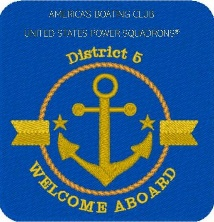 AMERICA'S BOATING CLUB
UNITED STATES POWER SQUADRONS®
District 5
WELCOME ABOARD